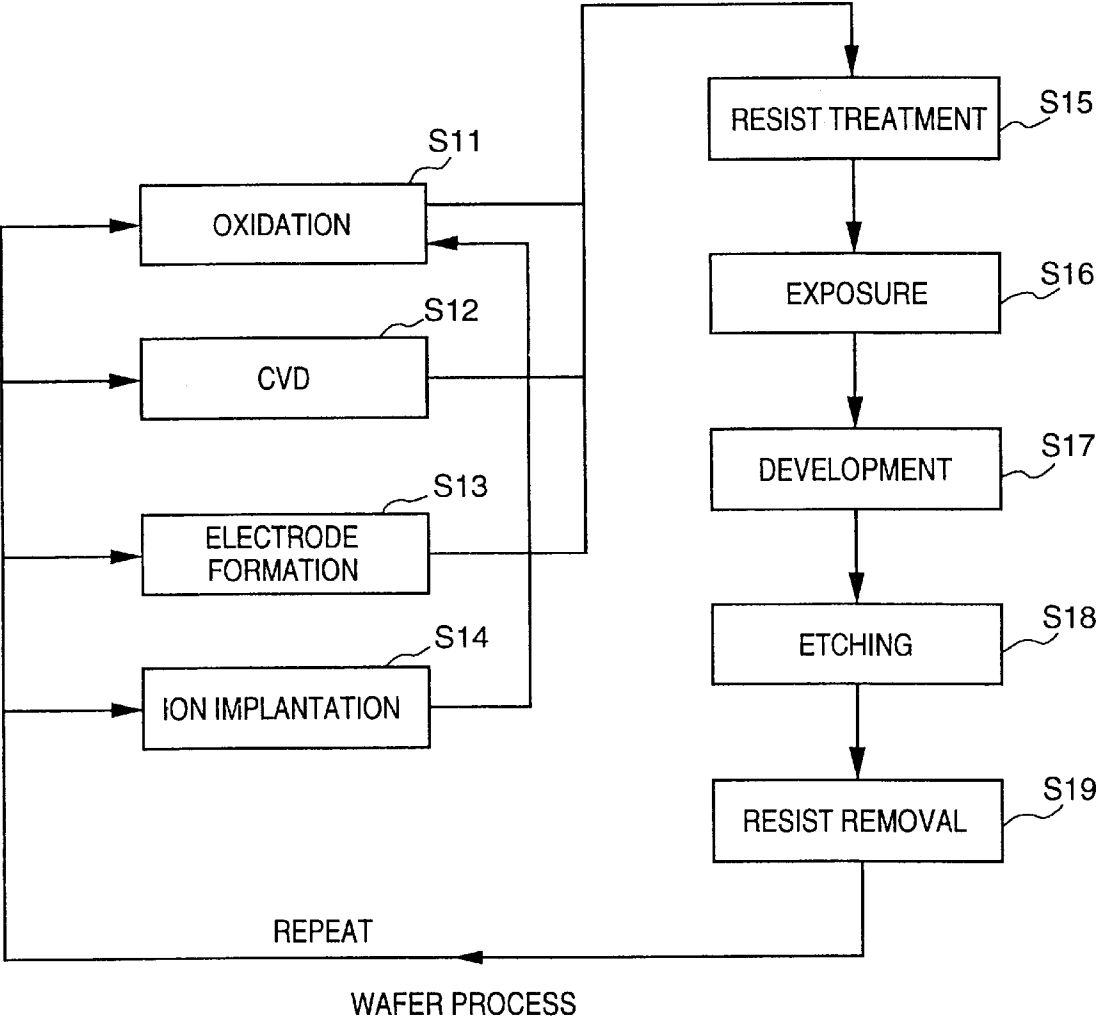 S11
OXIDATION
S12
CVD
S13
ELECTRODE
FORMATION
S14
ION IMPLANTATION
S15
RESIST TREATMENT
S16
EXPOSURE
S17
DEVELOPMENT
S18
ETCHING
S19
RESIST REMOVAL
REPEAT
WAFER PROCESS